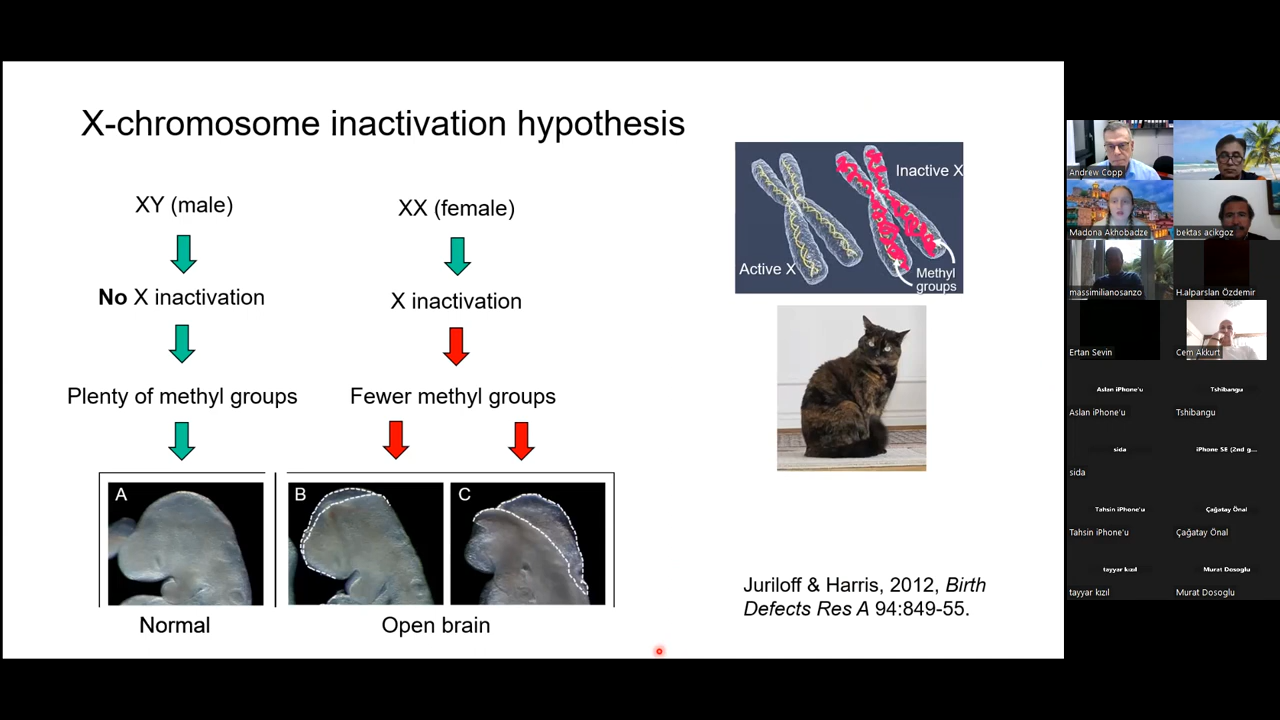 X-chromosome inactivation hypothesis
XY (male)
XX (female)
No X inactivation
X inactivation
Plenty of methyl groups
Fewer methyl groups
A
B
C
Normal
Open brain
Inactive X
Active X
Methyl
groups
Juriloff & Harris, 2012, Birth
Defects Res A 94:849-55.
Andrew Copp
Madona Akhobadze
bektas acikgoz
massimilianosanzo
H.alparslan Özdemir
Ertan Sevin
Cem Akkurt
Aslan iPhone'u
Tshibangu
Aslan iPhone'u
Tshibangu
sida
iPhone SE (2nd g...
sida
Tahsin iPhone'u
Çağatay Önal
Tahsin iPhone'u
Çağatay Önal
tayyar kızıl
Murat Dosoglu
tayyar kızıl
Murat Dosoglu